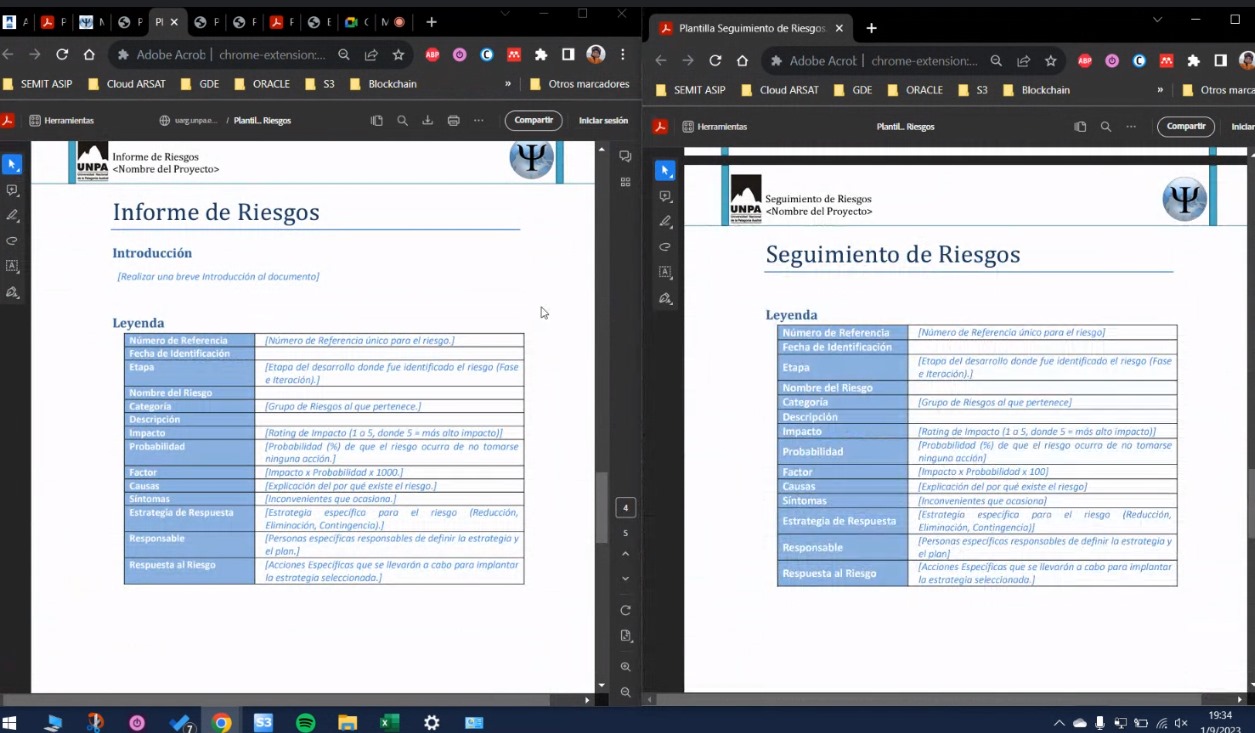 Adobe Acrob
chrome-extension:...
SEMIT ASIP
Cloud ARSAT
GDE
ORACLE
S3
Blockchain
»
Otros marcadores
Herramientas
/ Plantil... Riesgos
Compartir
Iniciar sesión
UNPA
Informe de Riesgos
<Nombre del Proyecto>
Informe de Riesgos
Introducción
[Realizar una breve Introducción al documento]
Leyenda
Número de Referencia [Número de Referencia único para el riesgo.]
Fecha de Identificación
Etapa [Etapa del desarrollo donde fue identificado el riesgo (Fase
e Iteración).]
Nombre del Riesgo
Categoría [Grupo de Riesgos al que pertenece.]
Descripción
Impacto [Rating de Impacto (1 a 5, donde 5 = más alto impacto)]
Probabilidad [Probabilidad (%) de que el riesgo ocurra de no tomarse
ninguna acción.]
Factor [Impacto x Probabilidad x 1000.]
Causas [Explicación del por qué existe el riesgo.]
Síntomas [Inconvenientes que ocasiona.]
Estrategia de Respuesta [Estrategia específica para el riesgo (Reducción,
Eliminación, Contingencia).]
Responsable [Personas específicas responsables de definir la estrategia y
el plan.]
Respuesta al Riesgo [Acciones Específicas que se llevarán a cabo para implantar
la estrategia seleccionada.]
4
5
Plantilla Seguimiento de Riesgos
Adobe Acrob
chrome-extension:...
SEMIT ASIP
Cloud ARSAT
GDE
ORACLE
S3
Blockchain
»
Otros marca
Herramientas
Plantil... Riesgos
Compartir
Iniciar
UNPA
Seguimiento de Riesgos
<Nombre del Proyecto>
Seguimiento de Riesgos
Leyenda
Número de Referencia [Número de Referencia único para el riesgo]
Fecha de Identificación
Etapa [Etapa del desarrollo donde fue identificado el riesgo (Fase
e Iteración).]
Nombre del Riesgo
Categoría [Grupo de Riesgos al que pertenece]
Descripción
Impacto [Rating de Impacto (1 a 5, donde 5 = más alto impacto)]
Probabilidad [Probabilidad (%) de que el riesgo ocurra de no tomarse
ninguna acción]
Factor [Impacto x Probabilidad x 100]
Causas [Explicación del por qué existe el riesgo]
Síntomas [Inconvenientes que ocasiona]
Estrategia de Respuesta [Estrategia específica para el riesgo (Reducción,
Eliminación, Contingencia)]
Responsable [Personas específicas responsables de definir la estrategia y
el plan]
Respuesta al Riesgo [Acciones Específicas que se llevarán a cabo para implantar
la estrategia seleccionada.]
S3
19:34
1/9/2023